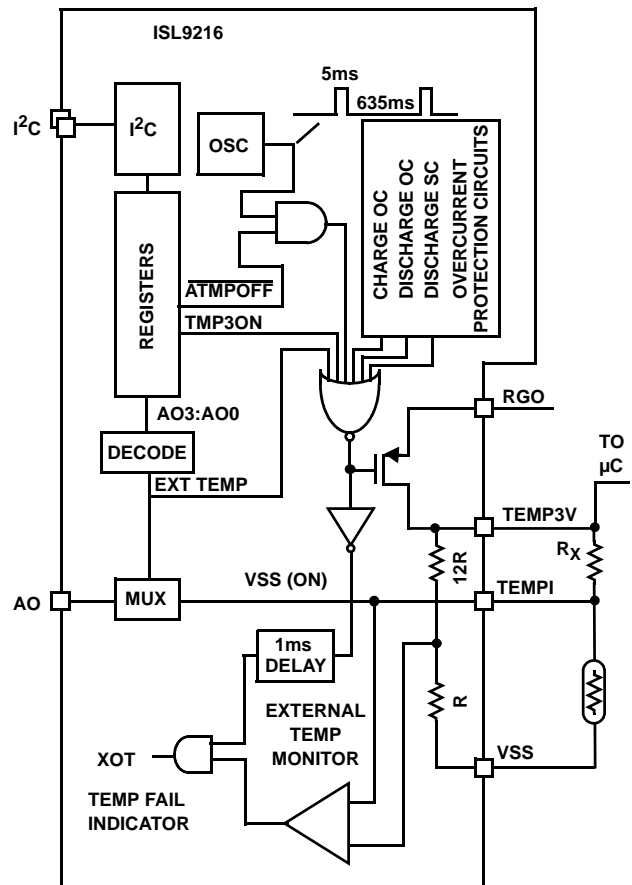 ISL9216
5ms
635ms
I²C
I²C
OSC
CHARGE OC
DISCHARGE OC
DISCHARGE SC
OVERCURRENT
PROTECTION CIRCUITS
REGISTERS
A̅T̅M̅P̅O̅F̅F̅
TMP3ON
AO3:AO0
DECODE
EXT TEMP
RGO
TO
µC
TEMP3V
12R
RX
VSS (ON)
AO
MUX
TEMPI
1ms
DELAY
R
EXTERNAL
TEMP
MONITOR
XOT
VSS
TEMP FAIL
INDICATOR